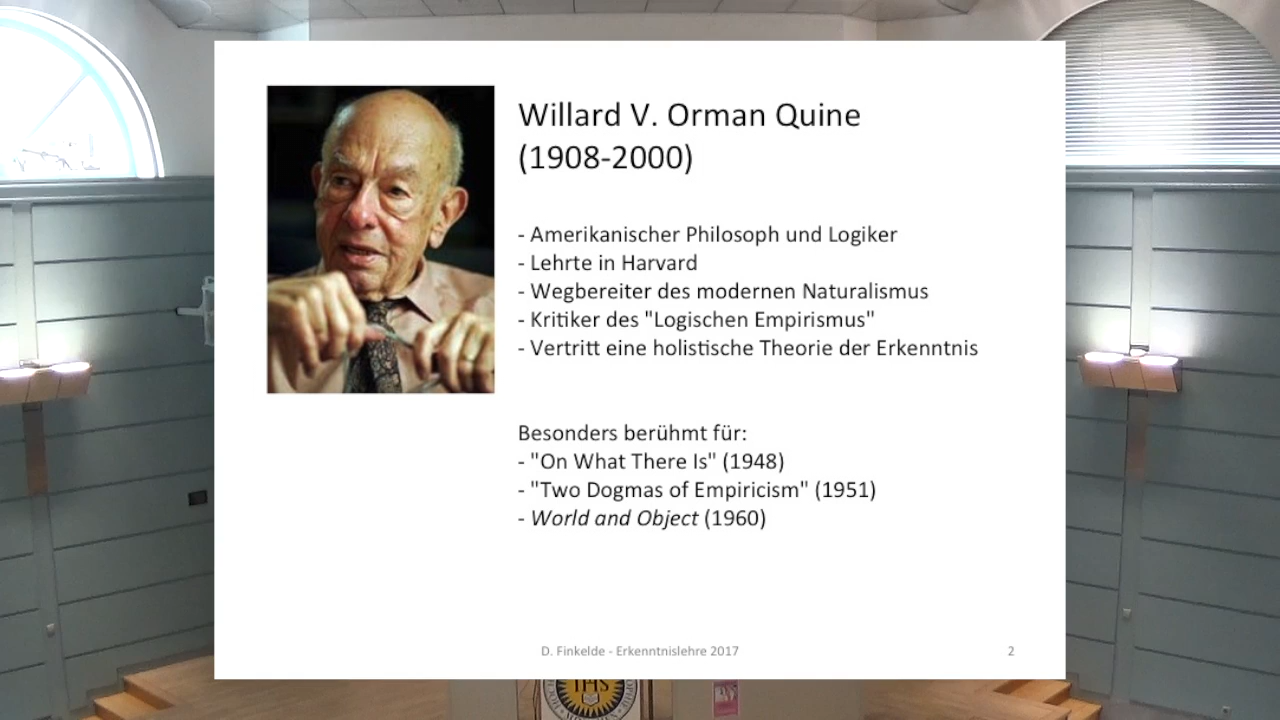 Willard V. Orman Quine
(1908-2000)
- Amerikanischer Philosoph und Logiker
- Lehrte in Harvard
- Wegbereiter des modernen Naturalismus
- Kritiker des "Logischen Empirismus"
- Vertritt eine holistische Theorie der Erkenntnis
Besonders berühmt für:
- "On What There Is" (1948)
- "Two Dogmas of Empiricism" (1951)
- World and Object (1960)
D. Finkelde - Erkenntnislehre 2017
2
IHS